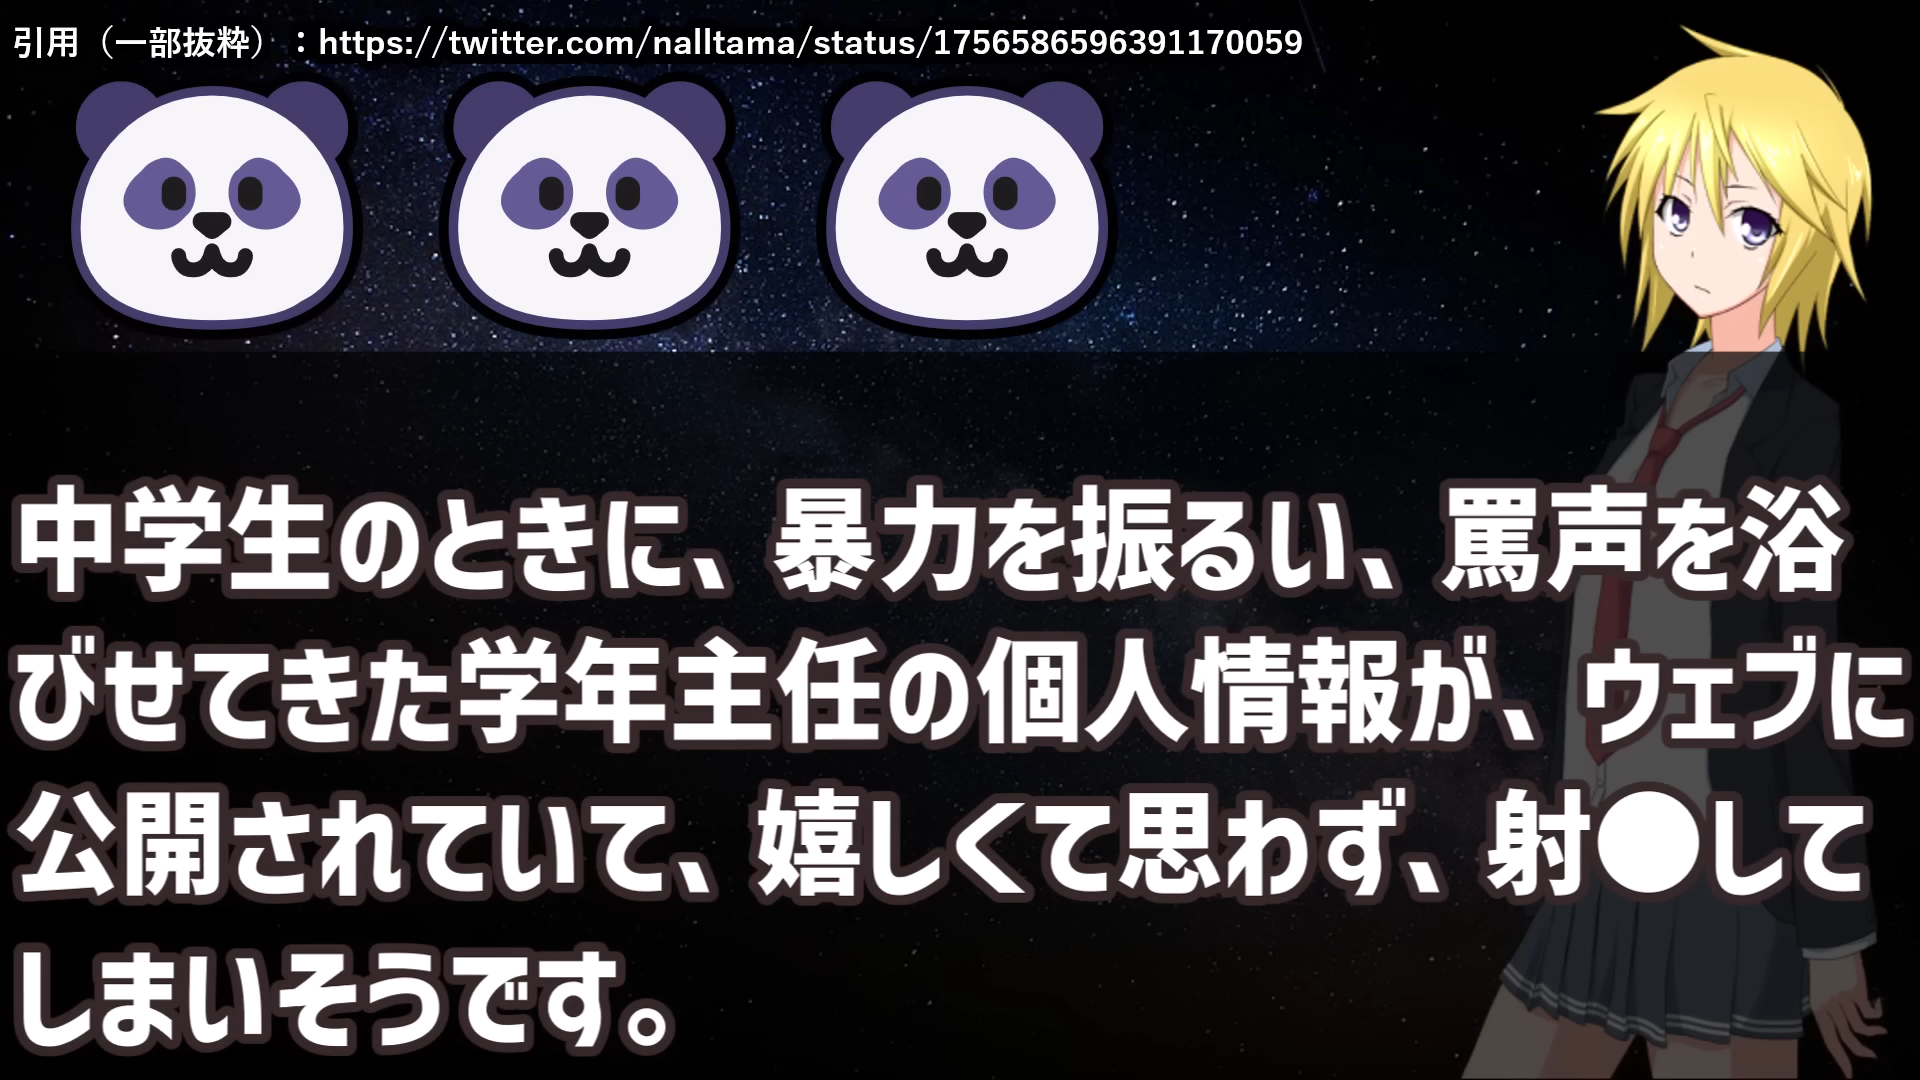 引用（一部抜粋）：https://twitter.com/nalltama/status/1756586596391170059
中学生のときに、暴力を振るい、罵声を浴
びせてきた学年主任の個人情報が、ウェブに
公開されていて、嬉しくて思わず、射●して
しまいそうです。